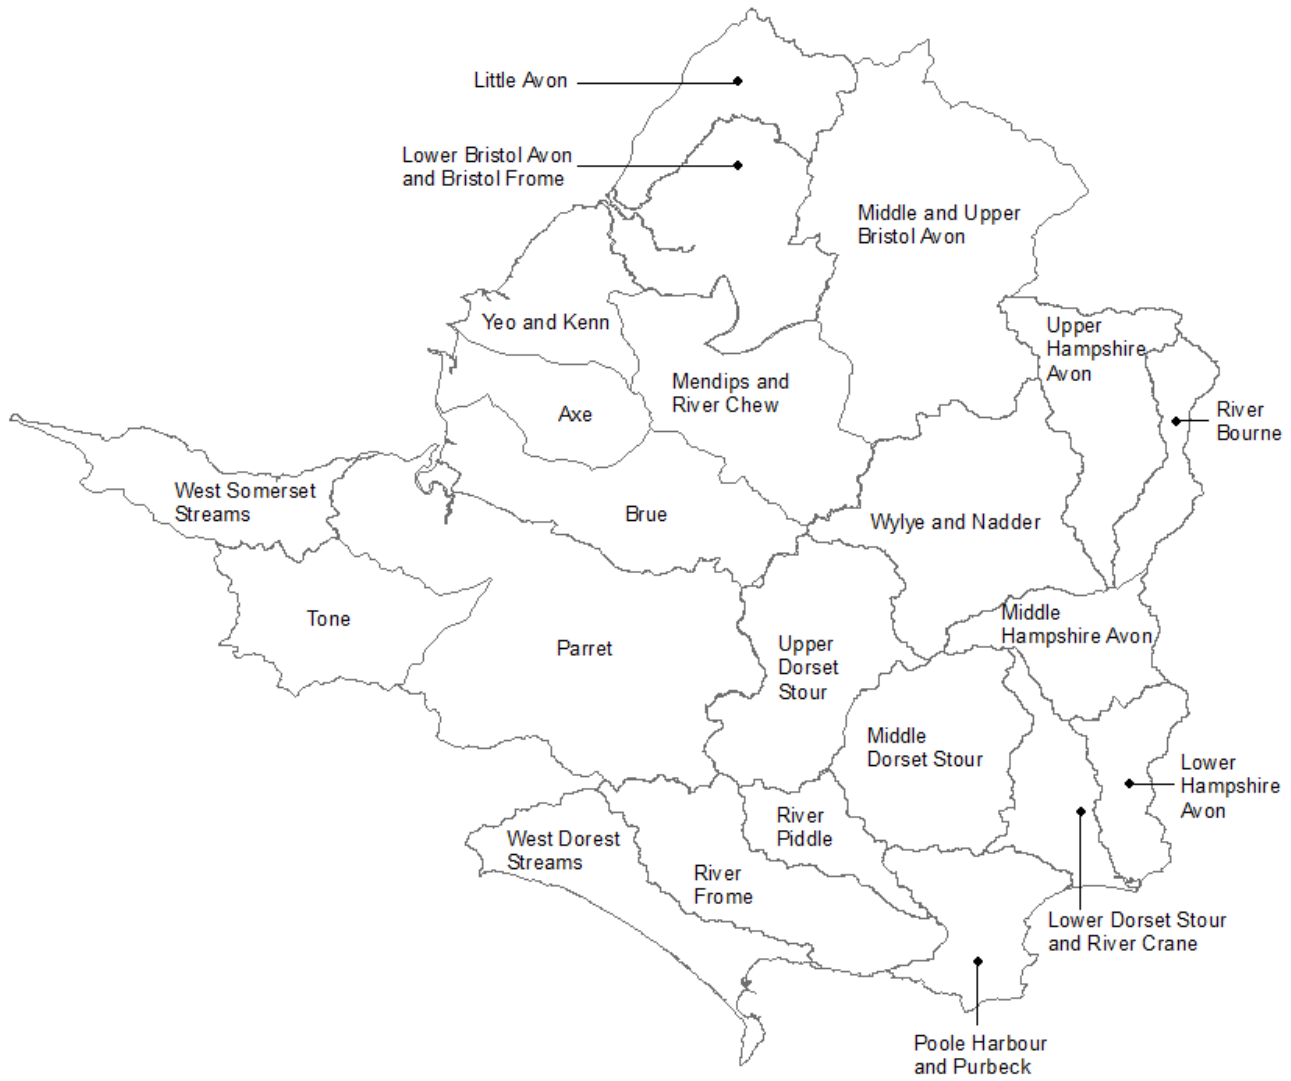 Little Avon
Lower Bristol Avon
and Bristol Frome
Middle and Upper
Bristol Avon
Yeo and Kenn
Upper
Hampshire
Avon
Mendips and
River Chew
Axe
River
Bourne
West Somerset
Streams
Brue
Wylye and Nadder
Tone
Parret
Upper
Dorset
Stour
Middle
Hampshire Avon
Middle
Dorset Stour
Lower
Hampshire
Avon
River
Piddle
West Dorest
Streams
River
Frome
Lower Dorset Stour
and River Crane
Poole Harbour
and Purbeck